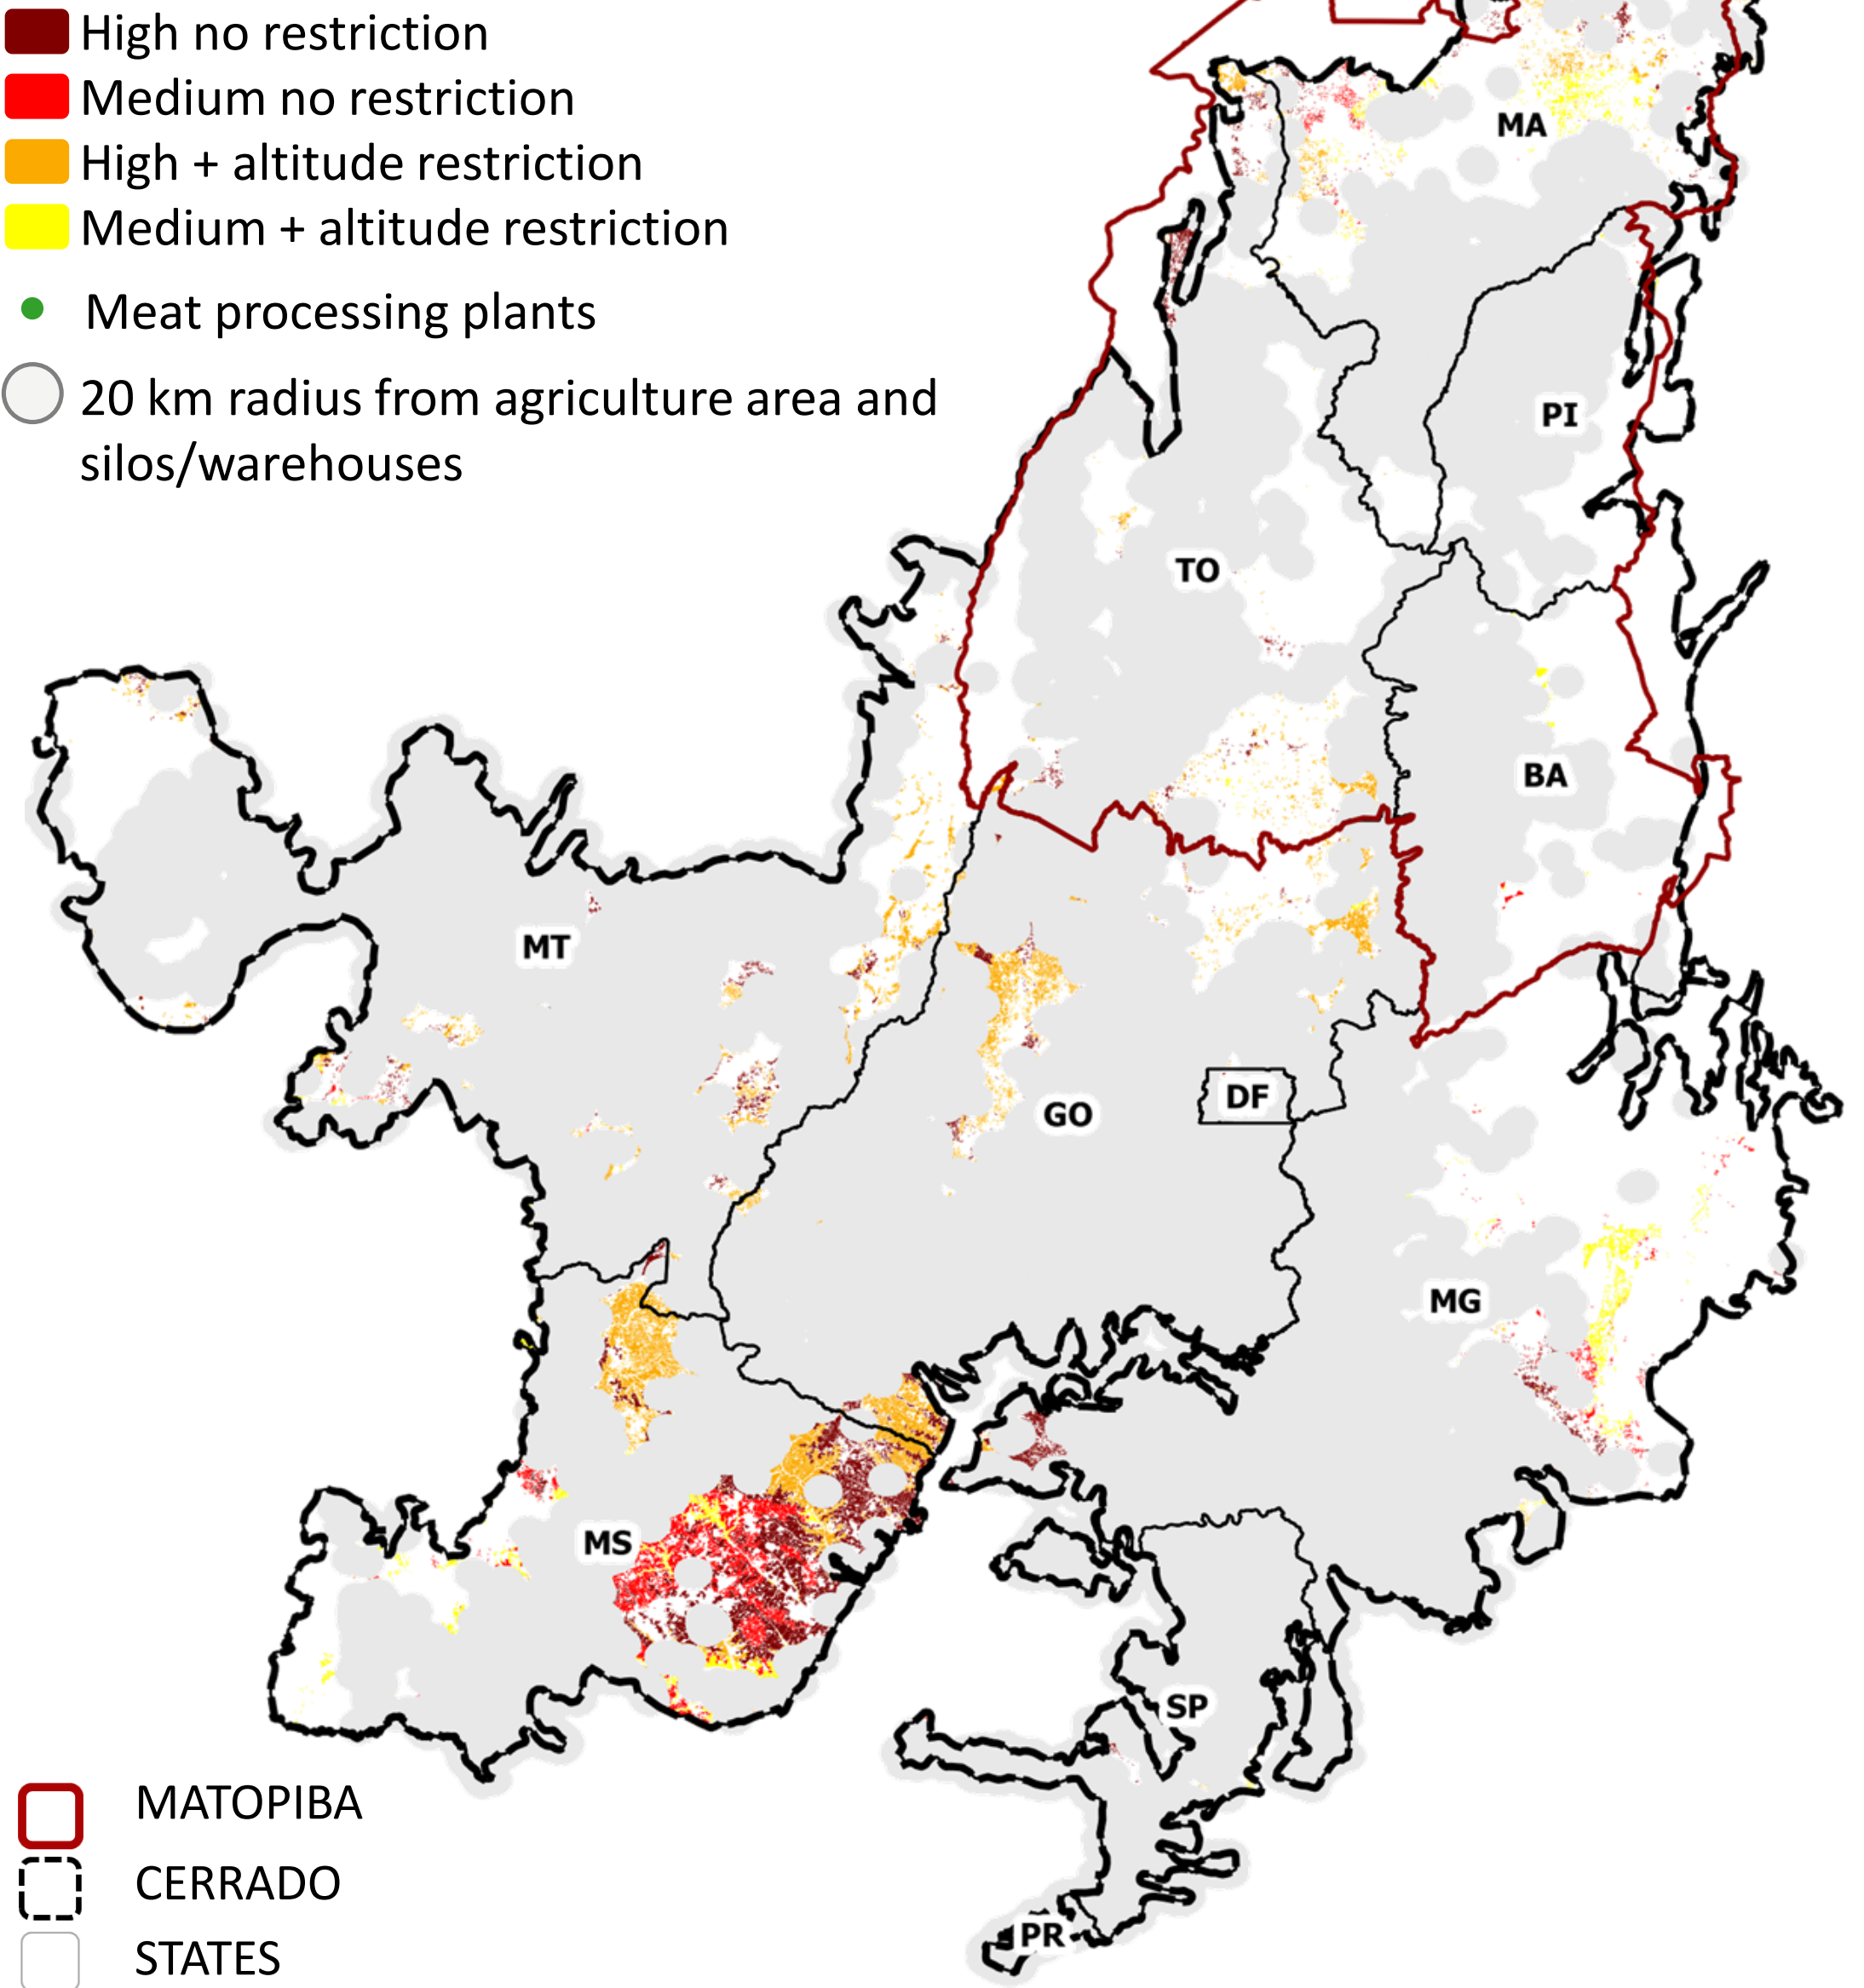 High no restriction
Medium no restriction
High + altitude restriction
Medium + altitude restriction
Meat processing plants
20 km radius from agriculture area and
silos/warehouses
MA
PI
TO
BA
MT
GO
DF
MG
MS
SP
PR
MATOPIBA
CERRADO
STATES